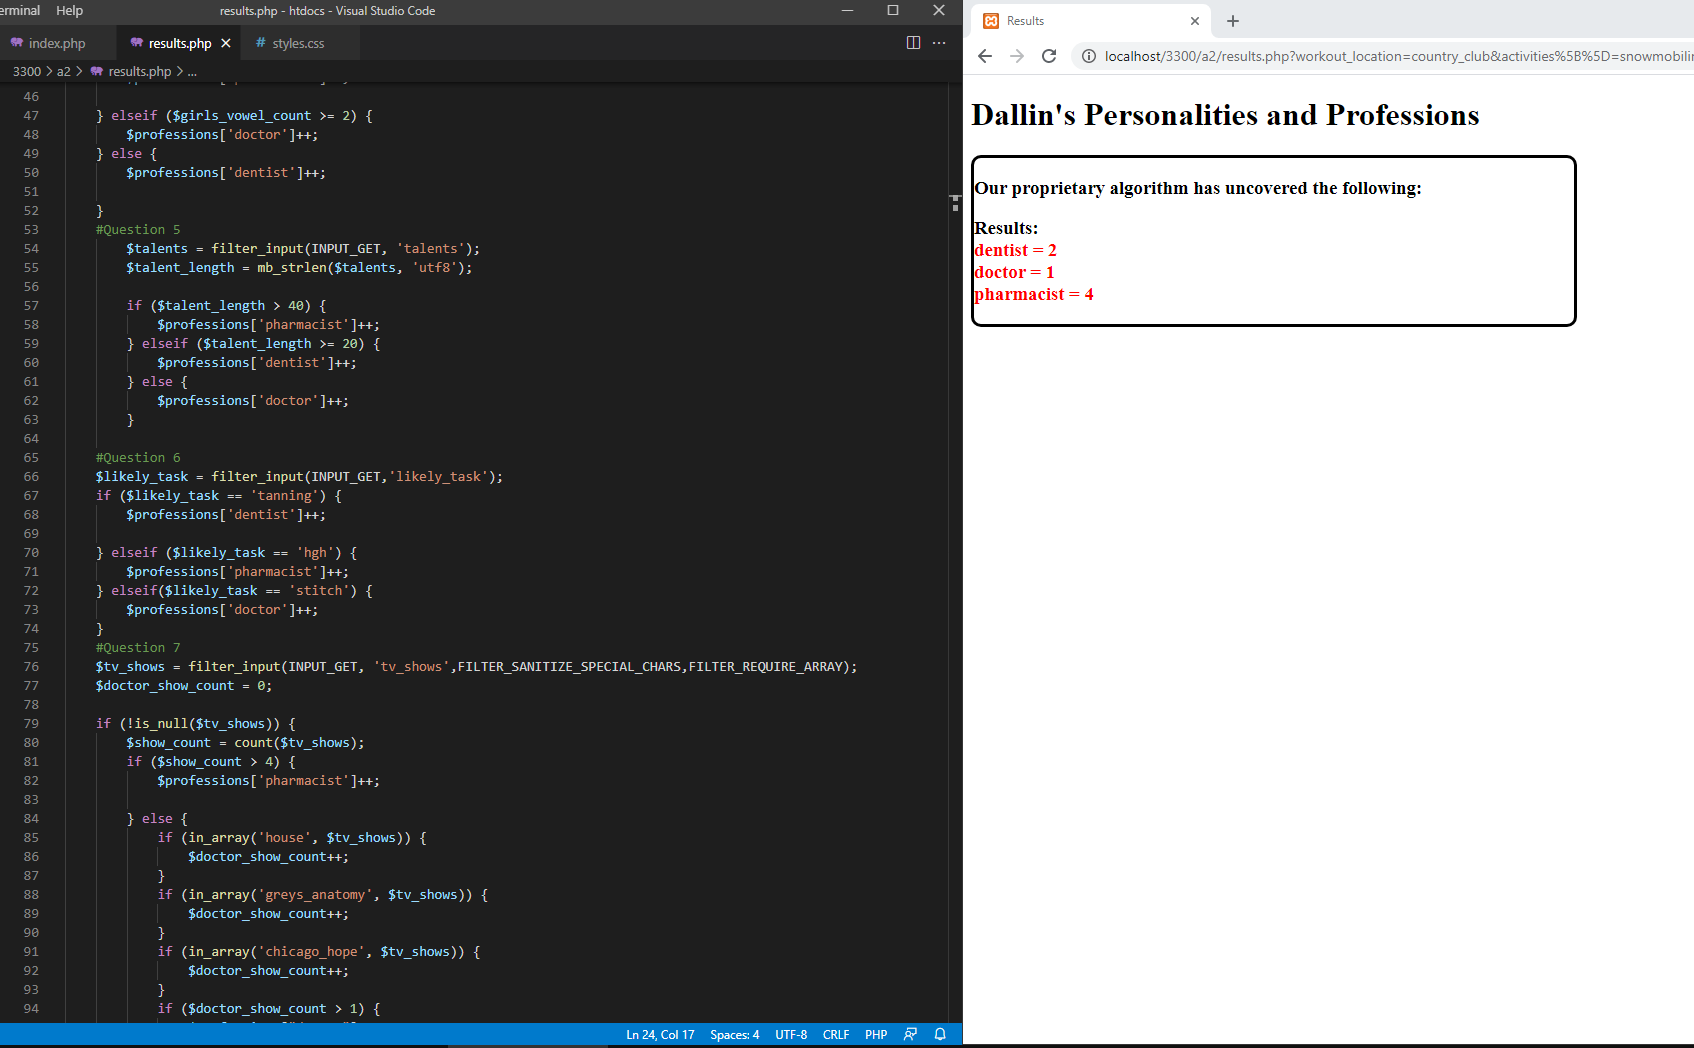 erminal Help results.php - htdocs - Visual Studio Code
index.php results.php # styles.css
3300 > a2 > results.php > ...
46
47 } elseif ($girls_vowel_count >= 2) {
48 $professions['doctor']++;
49 } else {
50 $professions['dentist']++;
51
52 }
53 #Question 5
54 $talents = filter_input(INPUT_GET, 'talents');
55 $talent_length = mb_strlen($talents, 'utf8');
56
57 if ($talent_length > 40) {
58 $professions['pharmacist']++;
59 } elseif ($talent_length >= 20) {
60 $professions['dentist']++;
61 } else {
62 $professions['doctor']++;
63 }
64
65 #Question 6
66 $likely_task = filter_input(INPUT_GET,'likely_task');
67 if ($likely_task == 'tanning') {
68 $professions['dentist']++;
69
70 } elseif ($likely_task == 'hgh') {
71 $professions['pharmacist']++;
72 } elseif($likely_task == 'stitch') {
73 $professions['doctor']++;
74 }
75 #Question 7
76 $tv_shows = filter_input(INPUT_GET, 'tv_shows',FILTER_SANITIZE_SPECIAL_CHARS,FILTER_REQUIRE_ARRAY);
77 $doctor_show_count = 0;
78
79 if (!is_null($tv_shows)) {
80 $show_count = count($tv_shows);
81 if ($show_count > 4) {
82 $professions['pharmacist']++;
83
84 } else {
85 if (in_array('house', $tv_shows)) {
86 $doctor_show_count++;
87 }
88 if (in_array('greys_anatomy', $tv_shows)) {
89 $doctor_show_count++;
90 }
91 if (in_array('chicago_hope', $tv_shows)) {
92 $doctor_show_count++;
93 }
94 if ($doctor_show_count > 1) {
Ln 24, Col 17 Spaces: 4 UTF-8 CRLF PHP
Results
localhost/3300/a2/results.php?workout_location=country_club&activities%5B%5D=snowmobilin
Dallin's Personalities and Professions
Our proprietary algorithm has uncovered the following:
Results:
dentist = 2
doctor = 1
pharmacist = 4